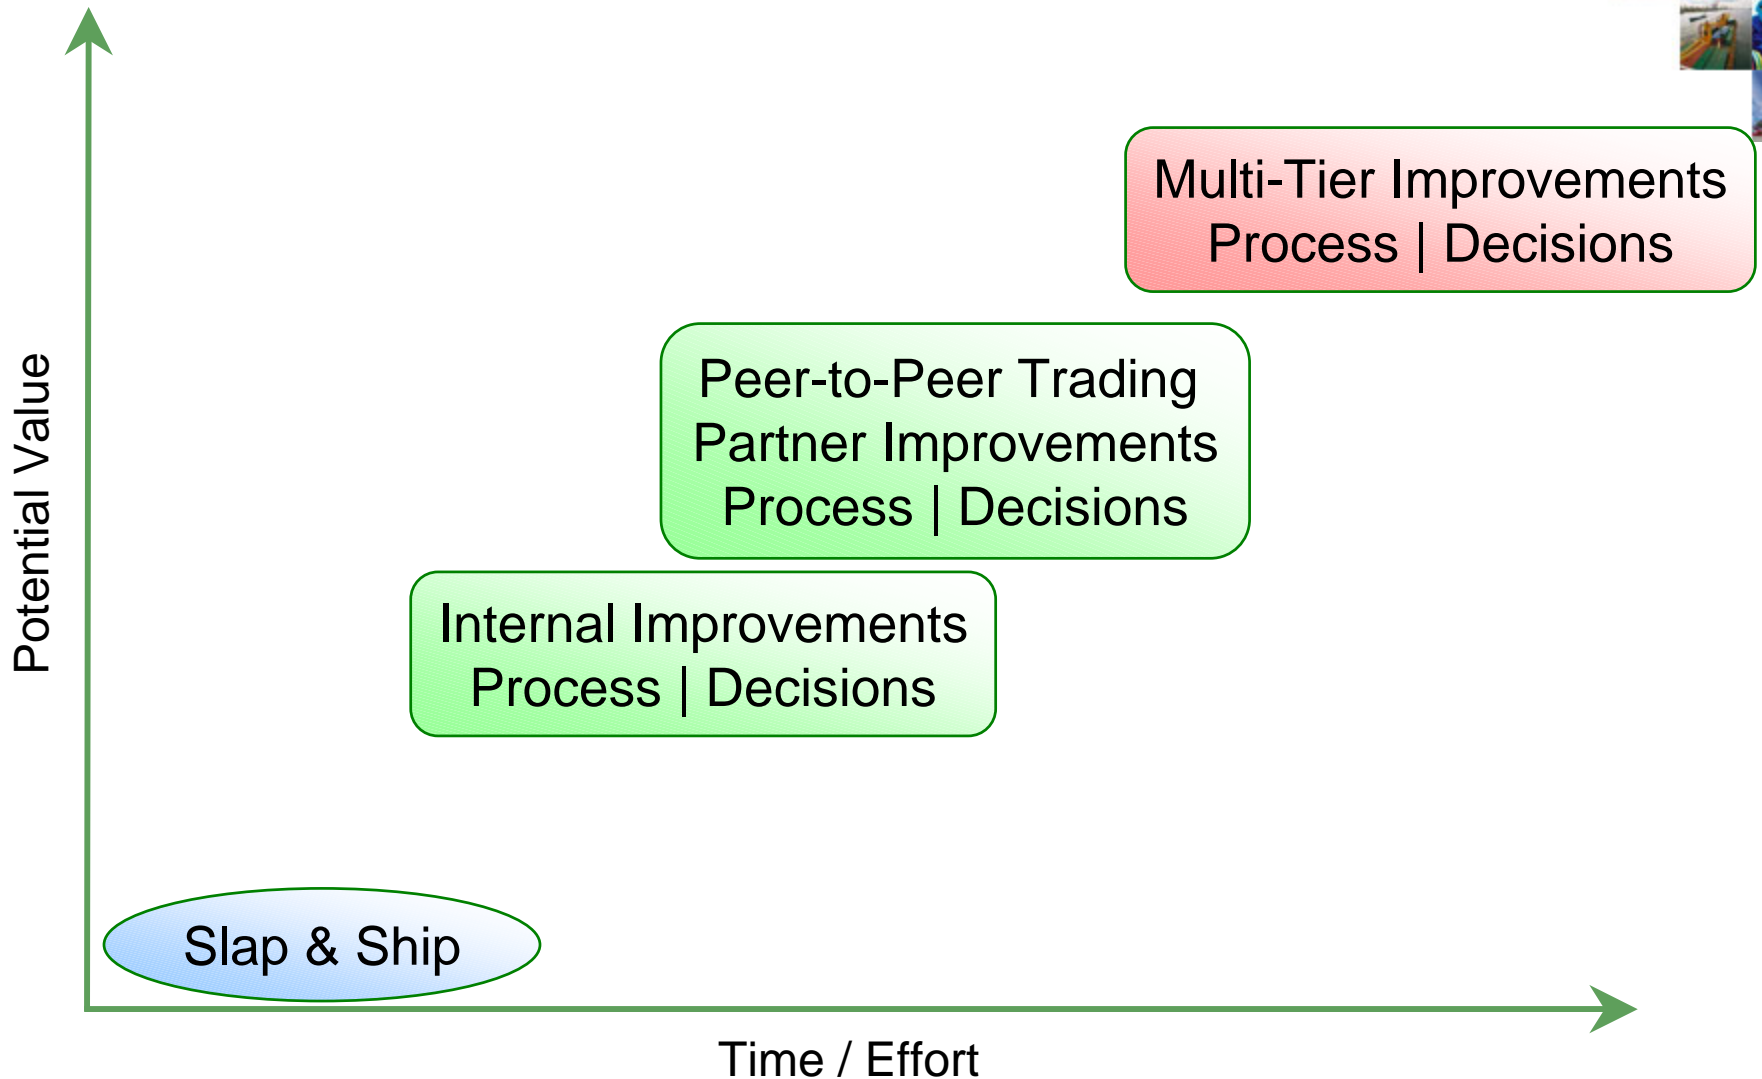 Multi-Tier Improvements
Process | Decisions
Peer-to-Peer Trading
Partner Improvements
Process | Decisions
Internal Improvements
Process | Decisions
Slap & Ship
Potential Value
Time / Effort